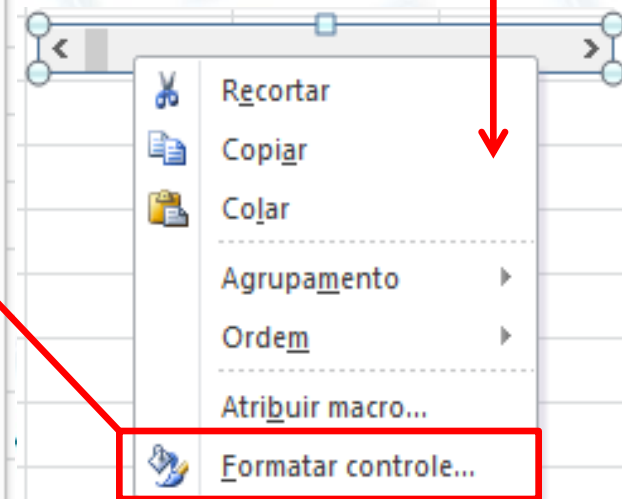 Recortar
Copiar
Colar
Agrupamento
Ordem
Atribuir macro...
Formatar controle...